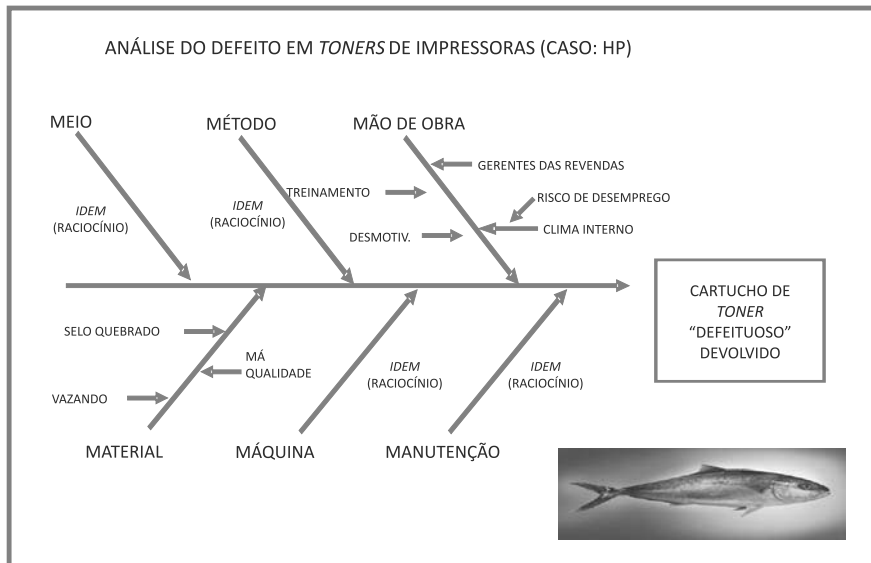 ANÁLISE DO DEFEITO EM TONERS DE IMPRESSORAS (CASO: HP)
MEIO
MÉTODO
MÃO DE OBRA
GERENTES DAS REVENDAS
TREINAMENTO
RISCO DE DESEMPREGO
IDEM
(RACIOCÍNIO)
IDEM
(RACIOCÍNIO)
DESMOTIV.
CLIMA INTERNO
CARTUCHO DE
TONER
“DEFEITUOSO”
DEVOLVIDO
SELO QUEBRADO
MÁ
QUALIDADE
VAZANDO
IDEM
(RACIOCÍNIO)
IDEM
(RACIOCÍNIO)
MATERIAL
MÁQUINA
MANUTENÇÃO